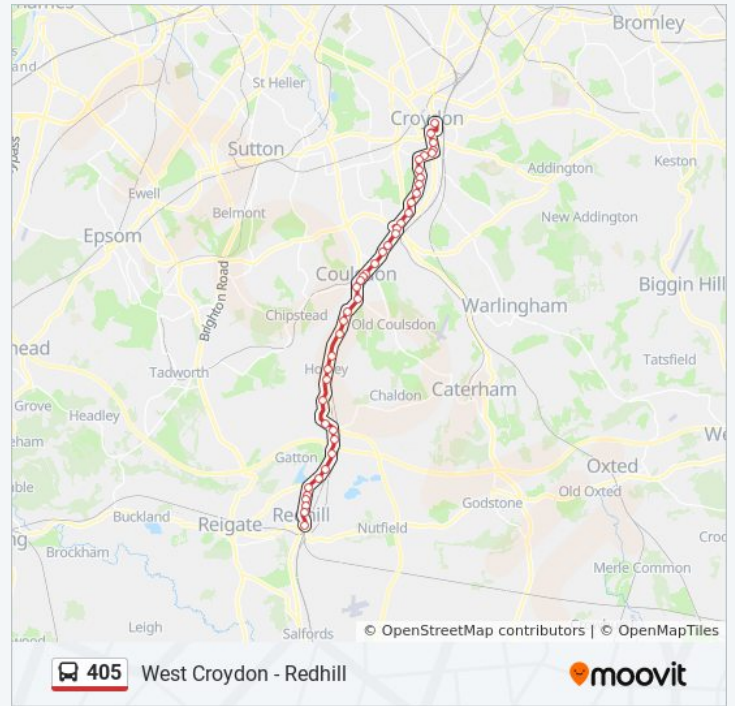 Bromley
St Helier
Croydon
Sutton
Addington
Keston
Ewell
Belmont
New Addington
Epsom
Coulsdon
Biggin Hill
Brighton Road
Warlingham
Chipstead
Old Coulsdon
Tatsfield
Tadworth
Hooley
Chaldon
Caterham
Grove
Headley
Gatton
Oxted
Old Oxted
Godstone
Buckland
Reigate
Redhill
Nutfield
Brockham
Merle Common
Leigh
Salfords
© OpenStreetMap contributors | © OpenMapTiles
405 West Croydon - Redhill moovit